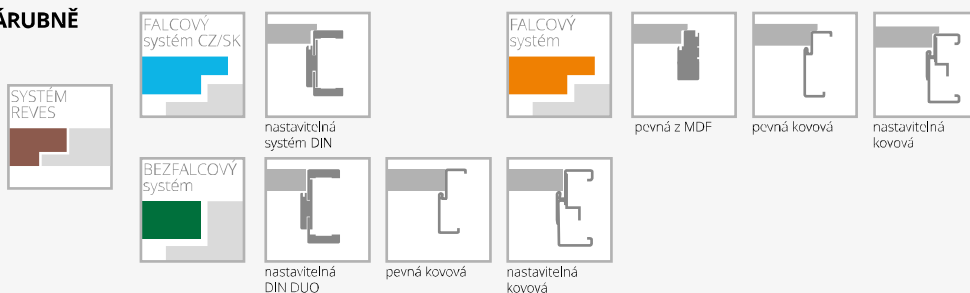 ÁRUBNĚ
SYSTÉM
REVES
FALCOVÝ
systém CZ/SK
nastavitelná
systém DIN
FALCOVÝ
systém
pevná z MDF
pevná kovová
nastavitelná
kovová
BEZFALCOVÝ
systém
nastavitelná
DIN DUO
pevná kovová
nastavitelná
kovová